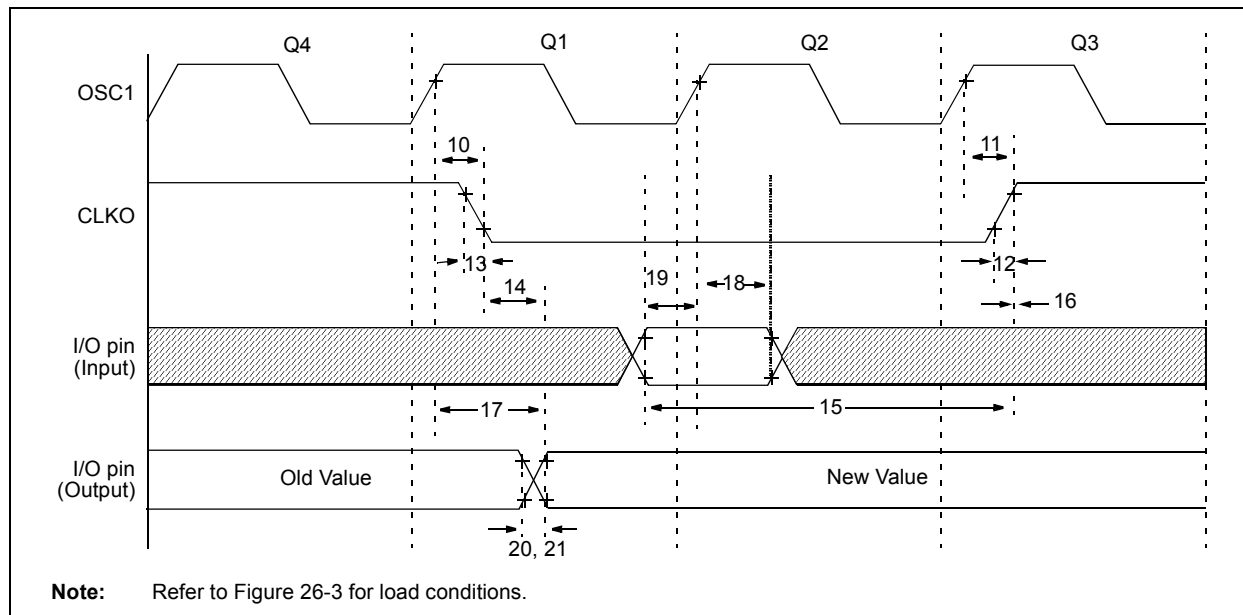 Q4 Q1 Q2 Q3
OSC1
10 11
CLKO
13 12
14 19 18 16
I/O pin
(Input)
17 15
I/O pin
(Output)
Old Value New Value
20, 21
Note: Refer to Figure 26-3 for load conditions.